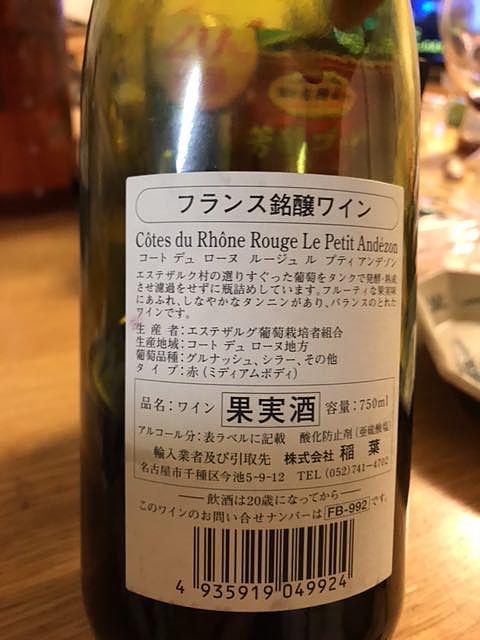 フランス銘醸ワイン
Côtes du Rhône Rouge Le Petit Andézon
コート デュ ローヌ ルージュ ル プティ アンデゾン
エステザルク村の選りすぐった葡萄をタンクで発酵・熟成
させ濾過をせずに瓶詰めしています。フルーティな果実味
にあふれ、しなやかなタンニンがあり、バランスのとれた
ワインです。
生産者：エステザルグ葡萄栽培者組合
生産地域：コート デュ ローヌ地方
葡萄品種：グルナッシュ、シラー、その他
タイプ：赤（ミディアムボディ）
品名：ワイン 果実酒 容量：750ml
アルコール分：表ラベルに記載 酸化防止剤（亜硫酸塩）
輸入業者及び引取先 株式会社 稲葉
名古屋市千種区今池5-9-12 TEL (052)741-4702
飲酒は20歳になってから
このワインのお問い合せナンバーは FB-992 です。
4 935919 049924